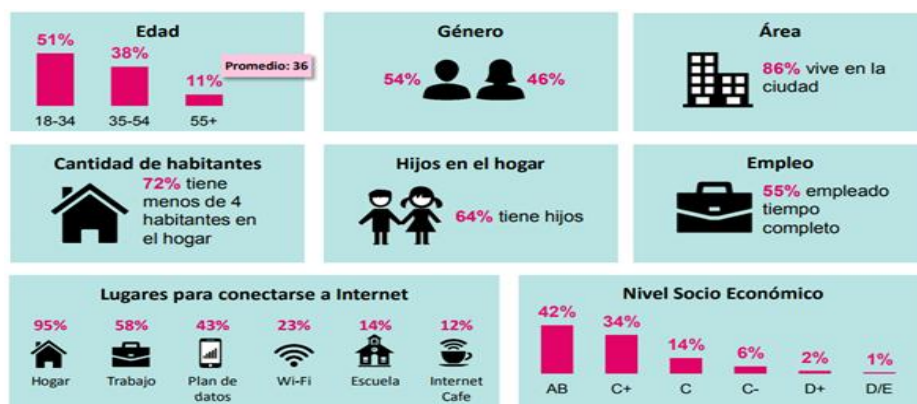 Edad
51%
38%
11%
Promedio: 36
18-34
35-54
55+
Género
54%
46%
Área
86% vive en la
ciudad
Cantidad de habitantes
72% tiene
menos de 4
habitantes en
el hogar
Hijos en el hogar
64% tiene hijos
Empleo
55% empleado
tiempo
completo
Lugares para conectarse a Internet
95%
58%
43%
23%
14%
12%
Hogar
Trabajo
Plan de
datos
Wi-Fi
Escuela
Internet
Cafe
Nivel Socio Económico
42%
34%
14%
6%
2%
1%
AB
C+
C
C-
D+
D/E